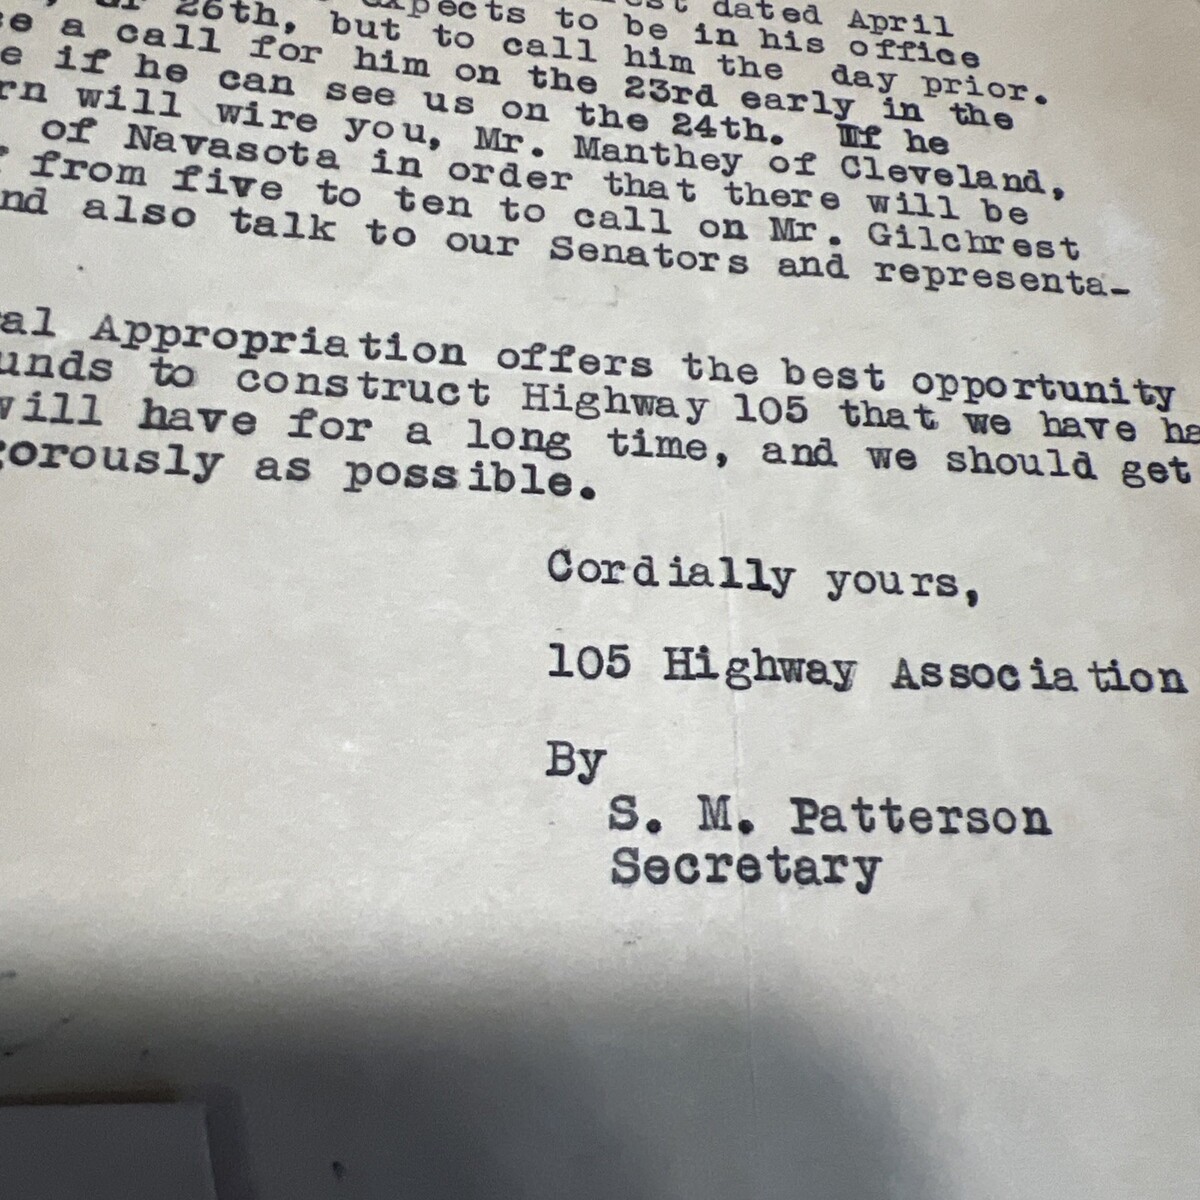 dated April
26th, expects to be in his office
a call but to call him the day prior.
e if he for him on the 23rd early in the
will can see us on the 24th. If he
of wire you, Mr. Manthey of Cleveland,
from Navasota in order that there will be
five to ten to call on Mr. Gilchrest
nd also talk to our Senators and representa-
al Appropriation offers the best opportunity
unds to construct Highway 105 that we have ha
will have for a long time, and we should get
gorously as possible.
Cordially yours,
105 Highway Association
By
S. M. Patterson
Secretary